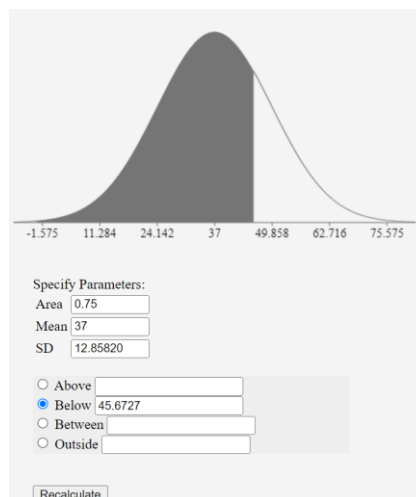 -1.575 11.284 24.142 37 49.858 62.716 75.575
Specify Parameters:
Area 0.75
Mean 37
SD 12.85820
Above
Below 45.6727
Between
Outside
Recalculate